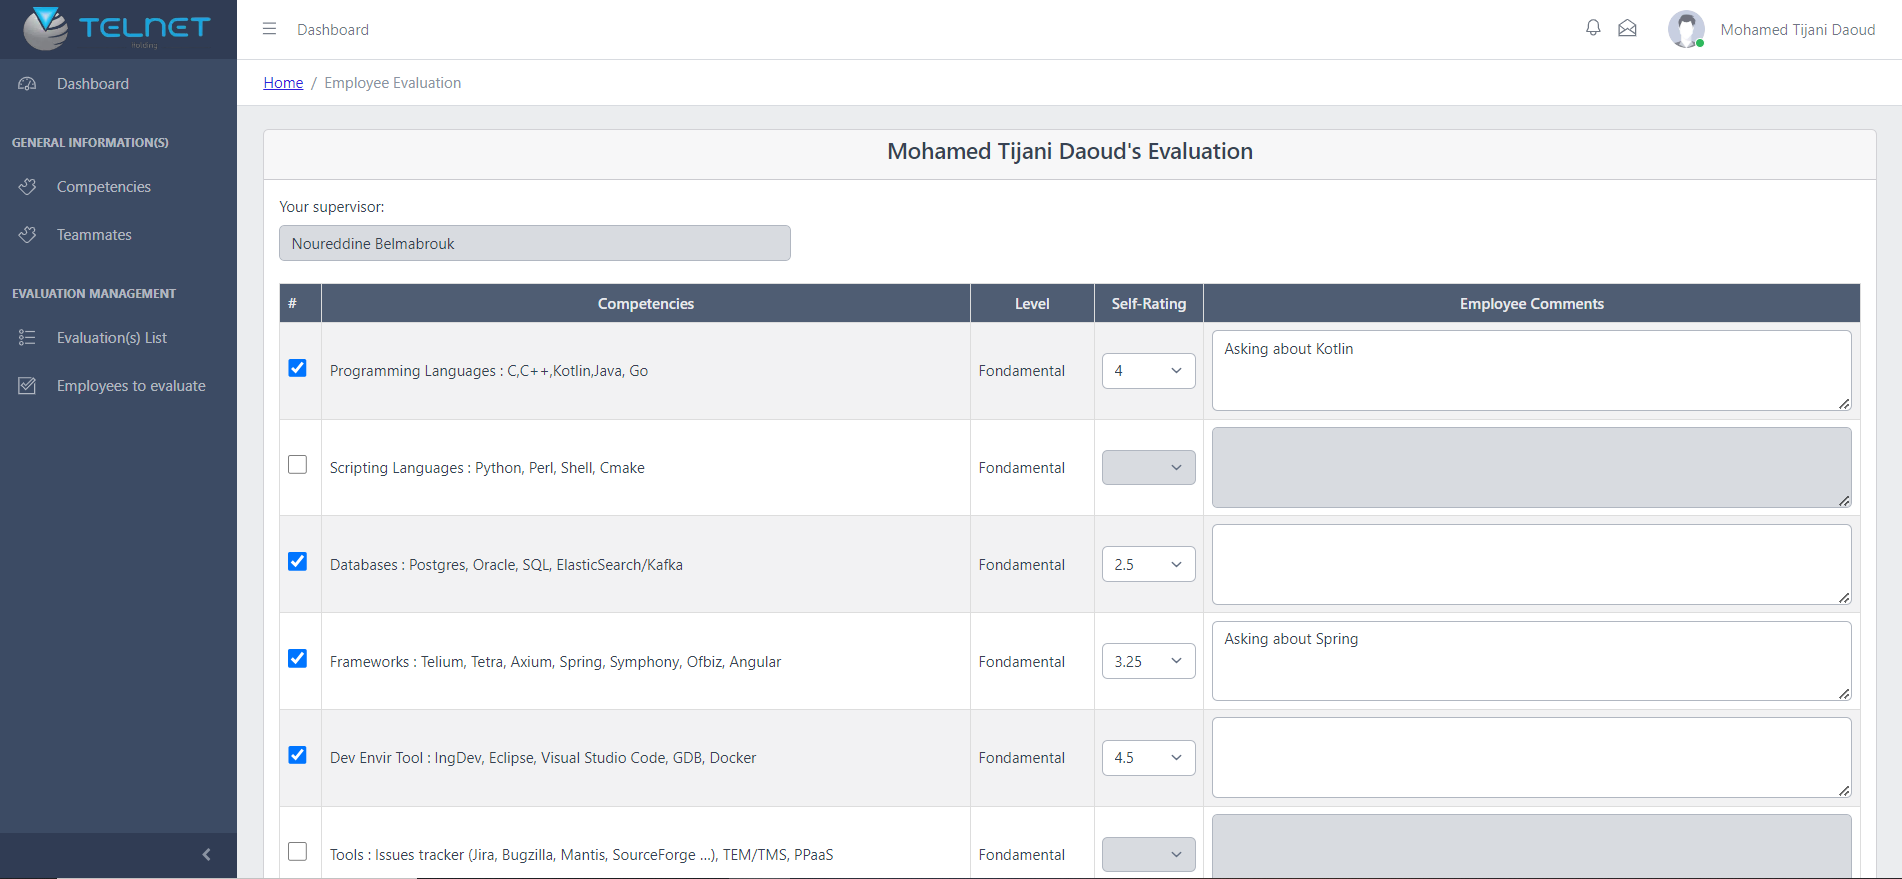 TELNET
Holding
Dashboard
Mohamed Tijani Daoud
Dashboard
GENERAL INFORMATION(S)
Competencies
Teammates
EVALUATION MANAGEMENT
Evaluation(s) List
Employees to evaluate
Home / Employee Evaluation
Mohamed Tijani Daoud's Evaluation
Your supervisor:
Noureddine Belmabrouk
# Competencies Level Self-Rating Employee Comments
Programming Languages : C,C++,Kotlin,Java, Go Fondamental 4 Asking about Kotlin
Scripting Languages : Python, Perl, Shell, Cmake Fondamental
Databases : Postgres, Oracle, SQL, ElasticSearch/Kafka Fondamental 2.5
Frameworks : Telium, Tetra, Axium, Spring, Symphony, Ofbiz, Angular Fondamental 3.25 Asking about Spring
Dev Envir Tool : IngDev, Eclipse, Visual Studio Code, GDB, Docker Fondamental 4.5
Tools : Issues tracker (Jira, Bugzilla, Mantis, SourceForge ...), TEM/TMS, PPaaS Fondamental